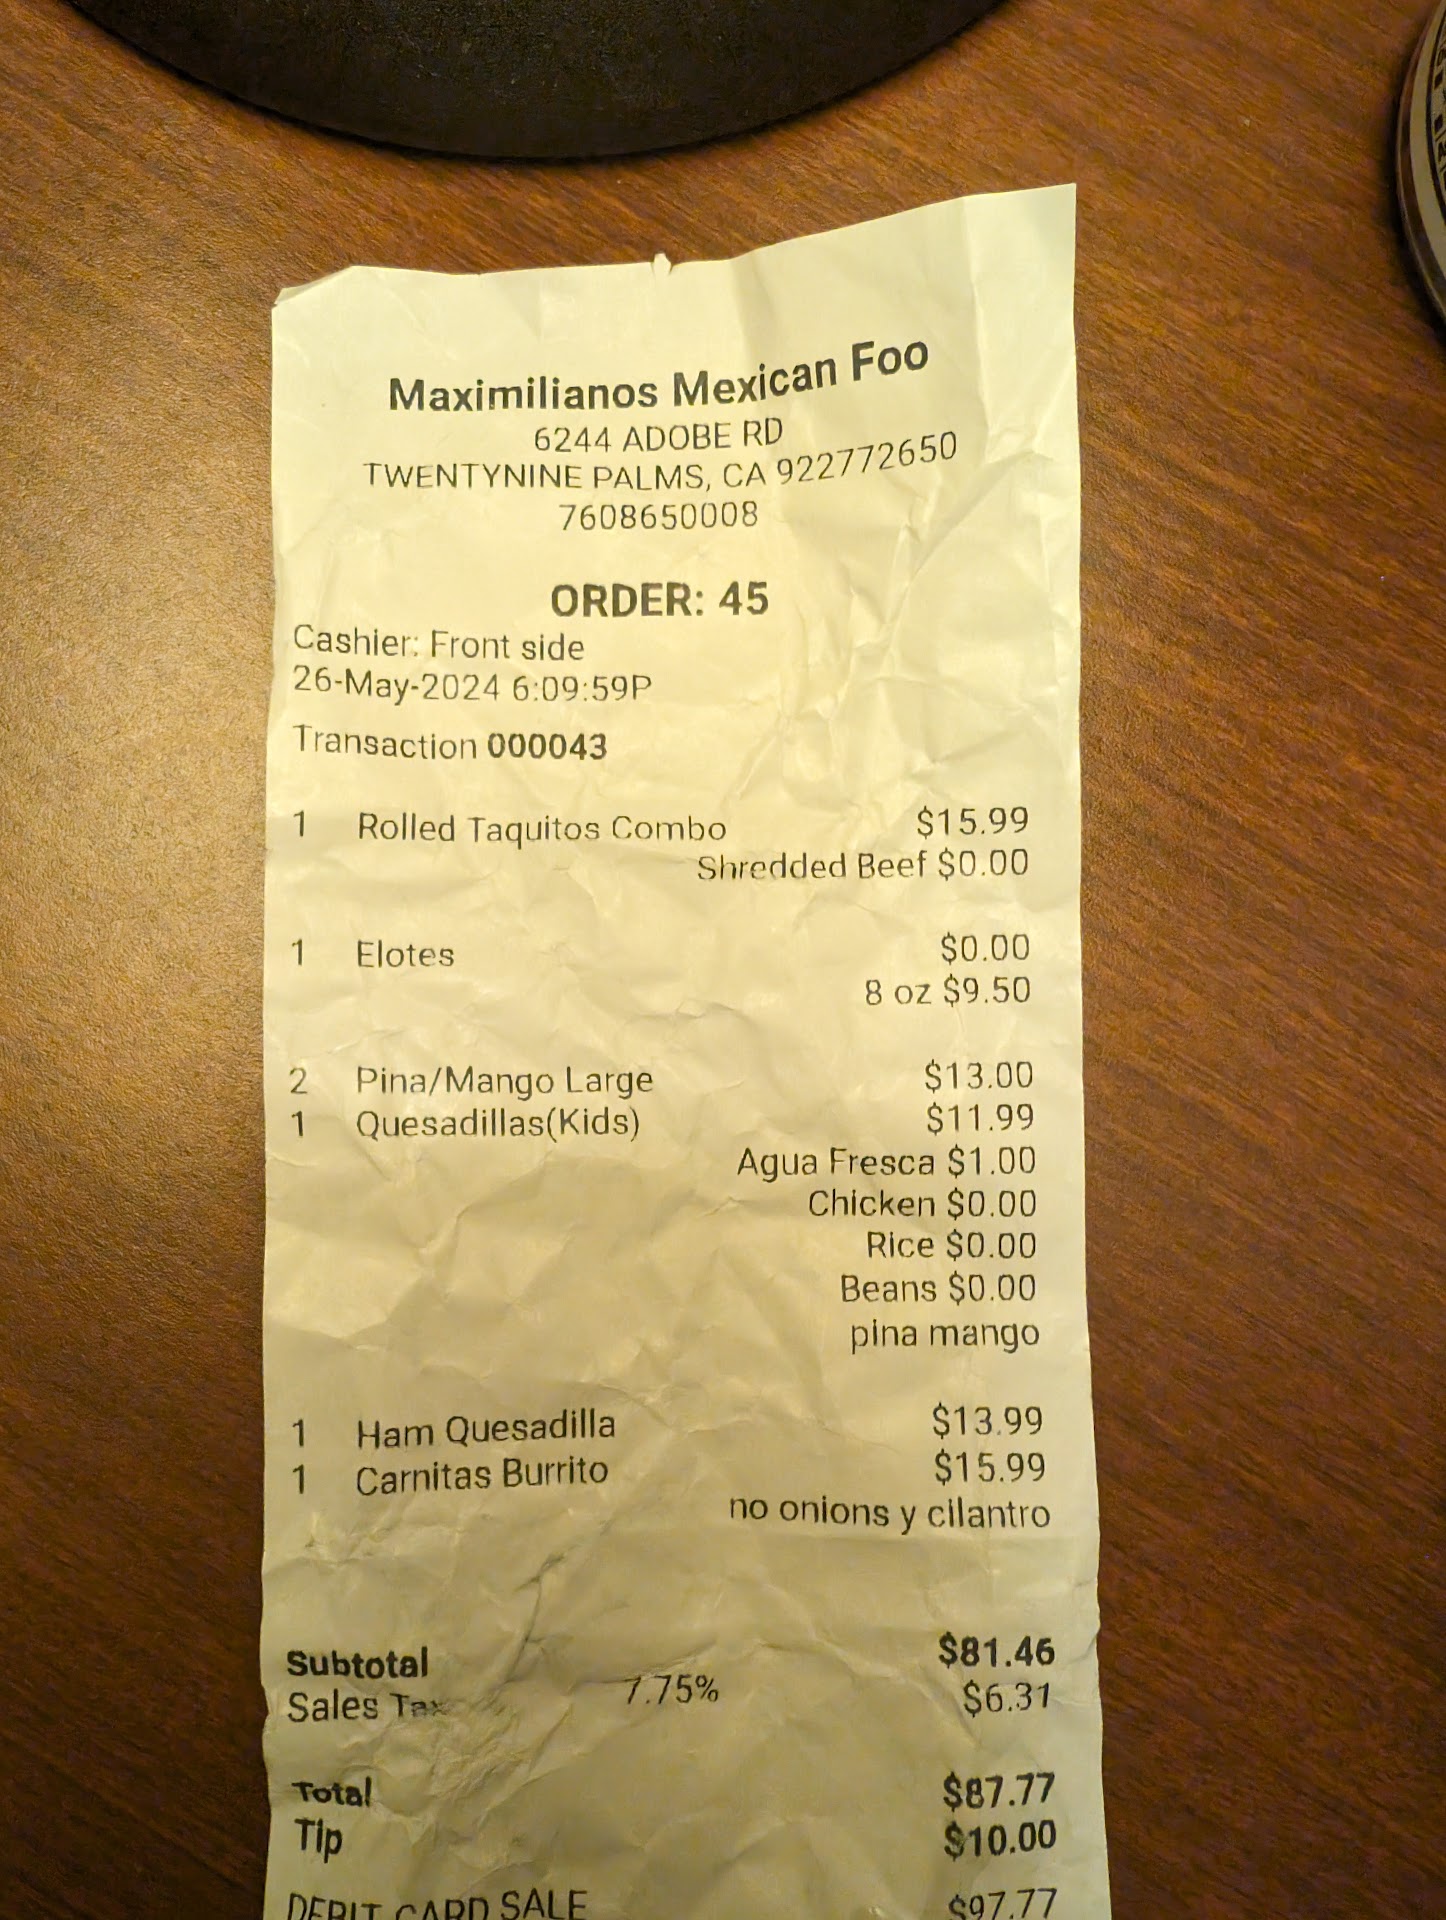 Maximilianos Mexican Foo
6244 ADOBE RD
TWENTYNINE PALMS, CA 922772650
7608650008
ORDER: 45
Cashier: Front side
26-May-2024 6:09:59P
Transaction 000043
1 Rolled Taquitos Combo $15.99
Shredded Beef $0.00
1 Elotes $0.00
8 oz $9.50
2 Pina/Mango Large $13.00
1 Quesadillas(Kids) $11.99
Agua Fresca $1.00
Chicken $0.00
Rice $0.00
Beans $0.00
pina mango
1 Ham Quesadilla $13.99
1 Carnitas Burrito $15.99
no onions y cilantro
Subtotal $81.46
Sales Tax 7.75% $6.31
Total $87.77
Tip $10.00
DEBIT CARD SALE $97.77